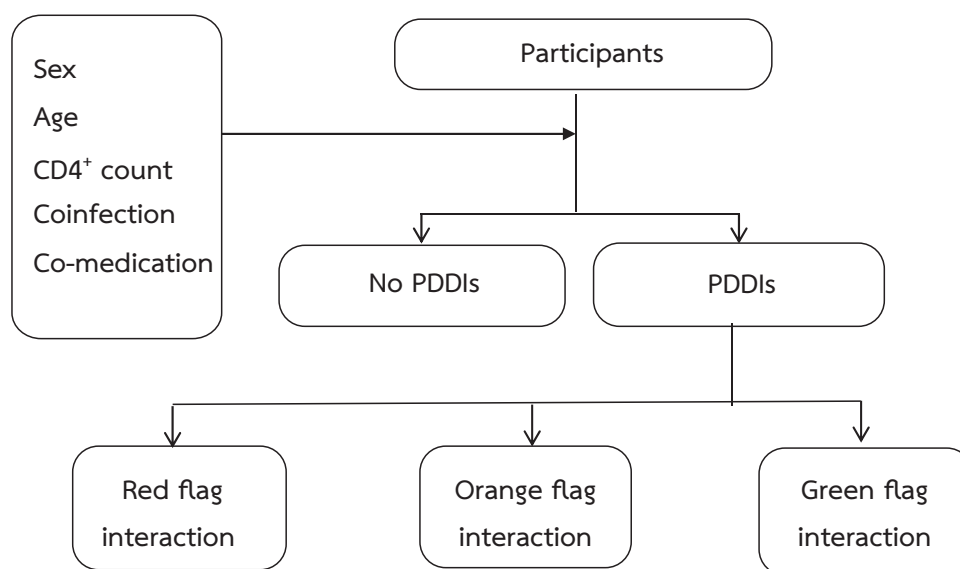 Sex
Age
CD4⁺ count
Coinfection
Co-medication
Participants
No PDDIs
PDDIs
Red flag
interaction
Orange flag
interaction
Green flag
interaction